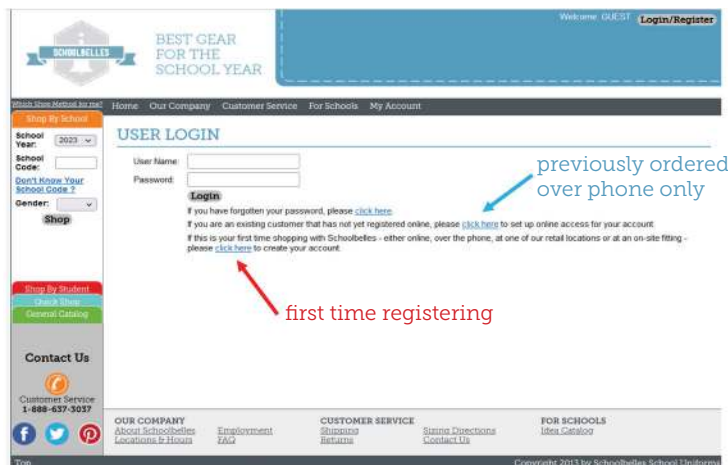 Welcome, GUEST Login/Register
SCHOOLBELLES
BEST GEAR
FOR THE
SCHOOL YEAR
Which Shop Method for me?
Home Our Company Customer Service For Schools My Account
Shop By School
School
Year: 2023
School
Code:
Don't Know Your
School Code ?
Gender:
Shop
USER LOGIN
User Name:
Password:
Login
If you have forgotten your password, please click here.
If you are an existing customer that has not yet registered online, please click here to set up online access for your account.
If this is your first time shopping with Schoolbelles - either online, over the phone, at one of our retail locations or at an on-site fitting -
please click here to create your account.
previously ordered
over phone only
first time registering
Shop By Student
Quick Shop
General Catalog
Contact Us
Customer Service
1-888-637-3037
OUR COMPANY
About Schoolbelles Employment
Locations & Hours FAQ
CUSTOMER SERVICE
Shipping Sizing Directions
Returns Contact Us
FOR SCHOOLS
Idea Catalog
Top
Copyright 2013 by Schoolbelles School Uniforms